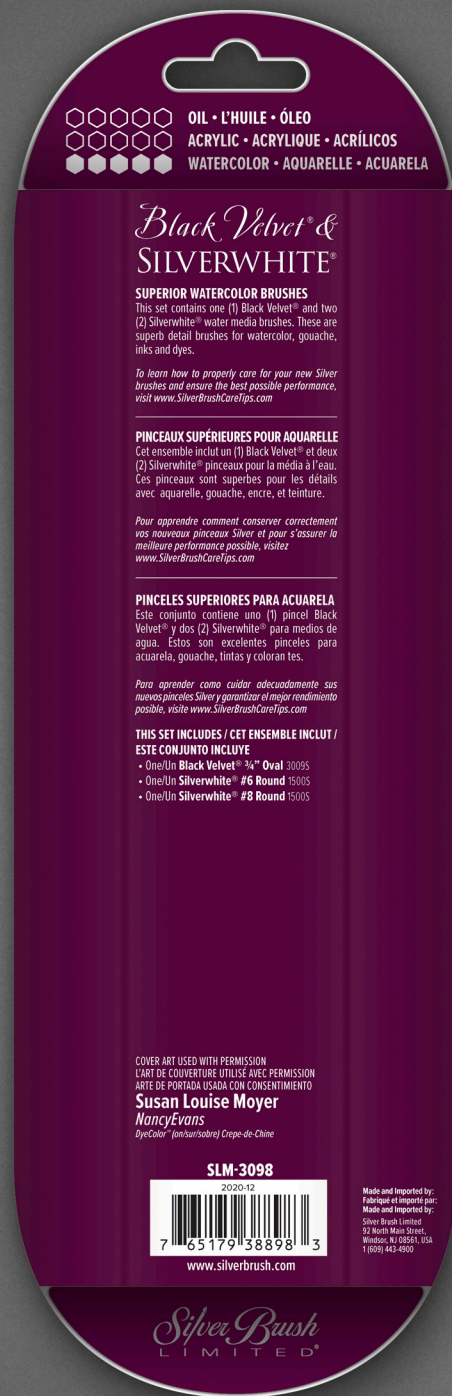 OIL • L'HUILE • ÓLEO
ACRYLIC • ACRYLIQUE • ACRÍLICOS
WATERCOLOR • AQUARELLE • ACUARELA
Black Velvet® &
SILVERWHITE®
SUPERIOR WATERCOLOR BRUSHES
This set contains one (1) Black Velvet® and two
(2) Silverwhite® water media brushes. These are
superb detail brushes for watercolor, gouache,
inks and dyes.
To learn how to properly care for your new Silver
brushes and ensure the best possible performance,
visit www.SilverBrushCareTips.com
PINCEAUX SUPÉRIEURES POUR AQUARELLE
Cet ensemble inclut un (1) Black Velvet® et deux
(2) Silverwhite® pinceaux pour la média à l'eau.
Ces pinceaux sont superbes pour les détails
avec aquarelle, gouache, encre, et teinture.
Pour apprendre comment conserver correctement
vos nouveaux pinceaux Silver et pour s'assurer la
meilleure performance possible, visitez
www.SilverBrushCareTips.com
PINCELES SUPERIORES PARA ACUARELA
Este conjunto contiene uno (1) pincel Black
Velvet® y dos (2) Silverwhite® para medios de
agua. Estos son excelentes pinceles para
acuarela, gouache, tintas y coloran tes.
Para aprender como cuidar adecuadamente sus
nuevos pinceles Silver y garantizar el mejor rendimiento
posible, visite www.SilverBrushCareTips.com
THIS SET INCLUDES / CET ENSEMBLE INCLUT /
ESTE CONJUNTO INCLUYE
• One/Un Black Velvet® ¾" Oval 3009S
• One/Un Silverwhite® #6 Round 1500S
• One/Un Silverwhite® #8 Round 1500S
COVER ART USED WITH PERMISSION
L'ART DE COUVERTURE UTILISÉ AVEC PERMISSION
ARTE DE PORTADA USADA CON CONSENTIMIENTO
Susan Louise Moyer
NancyEvans
DyeColor™ (on/sur/sobre) Crepe-de-Chine
SLM-3098
2020-12
7 65179 38898 3
www.silverbrush.com
Made and Imported by:
Fabriqué et importé par:
Made and Imported by:
Silver Brush Limited
92 North Main Street,
Windsor, NJ 08561, USA
1 (609) 443-4900
Silver Brush
LIMITED®